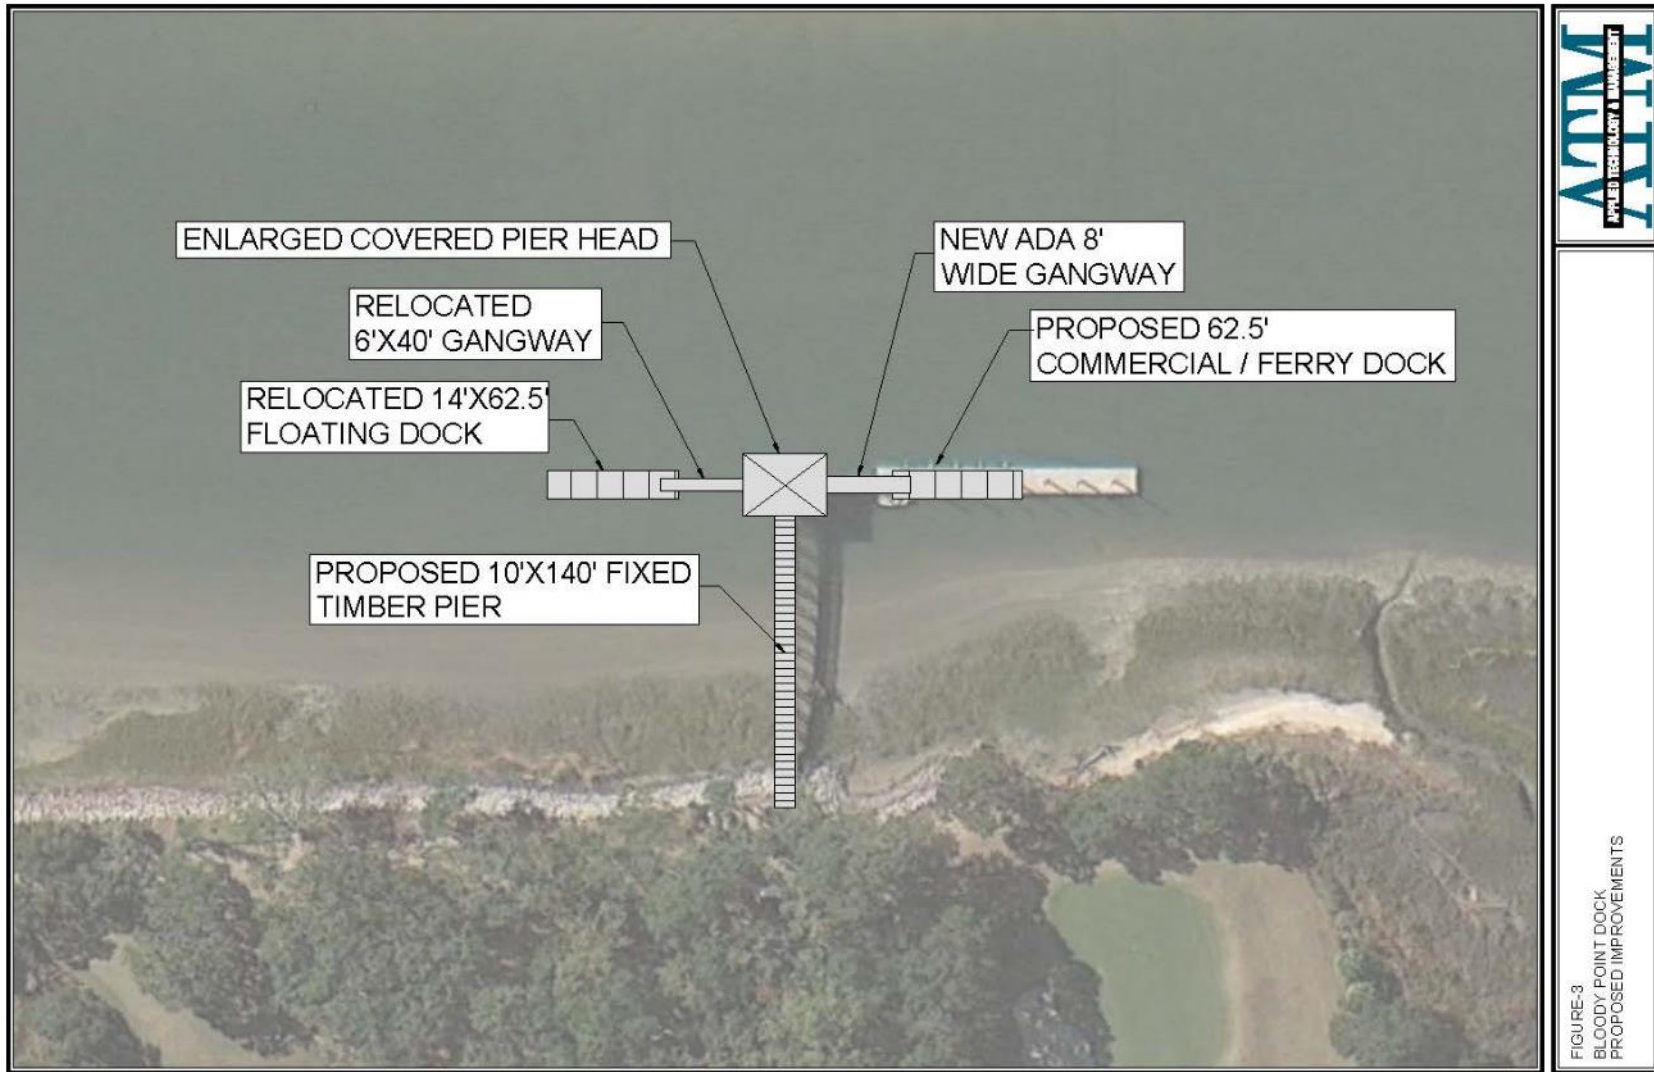 ENLARGED COVERED PIER HEAD
NEW ADA 8'
WIDE GANGWAY
RELOCATED
6'X40' GANGWAY
PROPOSED 62.5'
COMMERCIAL / FERRY DOCK
RELOCATED 14'X62.5'
FLOATING DOCK
PROPOSED 10'X140' FIXED
TIMBER PIER
ATM
APPLIED TECHNOLOGY & MANAGEMENT
FIGURE-3
BLOODY POINT DOCK
PROPOSED IMPROVEMENTS